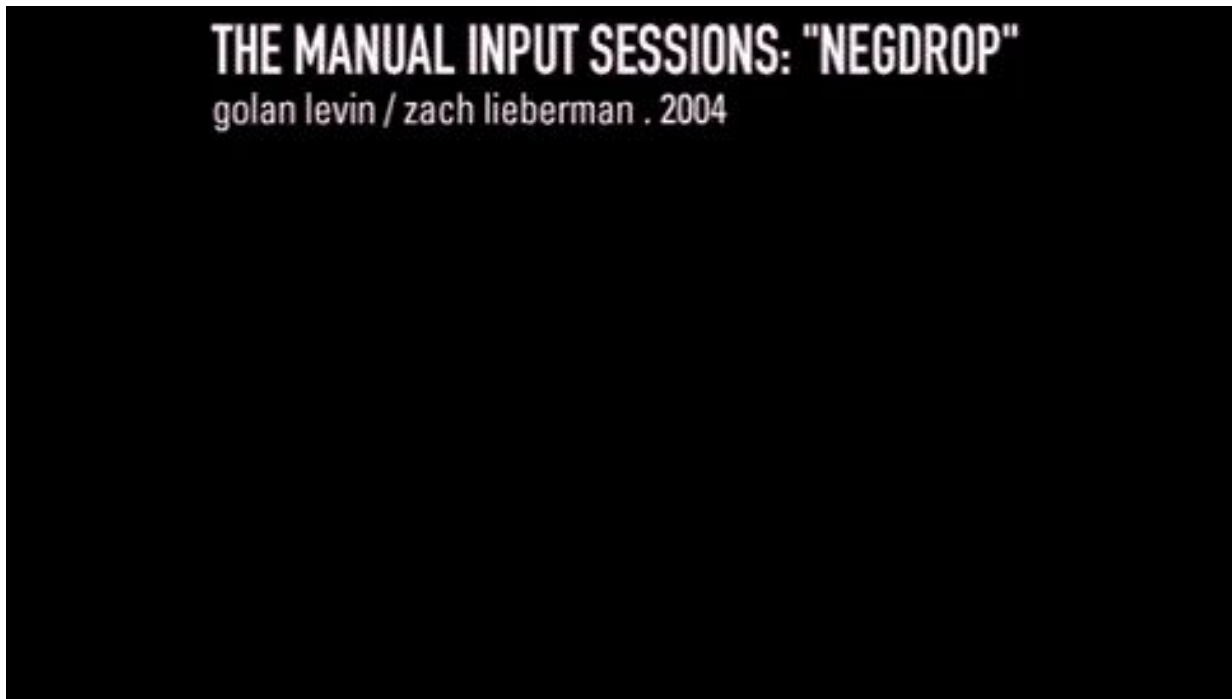 THE MANUAL INPUT SESSIONS: "NEGDROP"
golan levin / zach lieberman . 2004